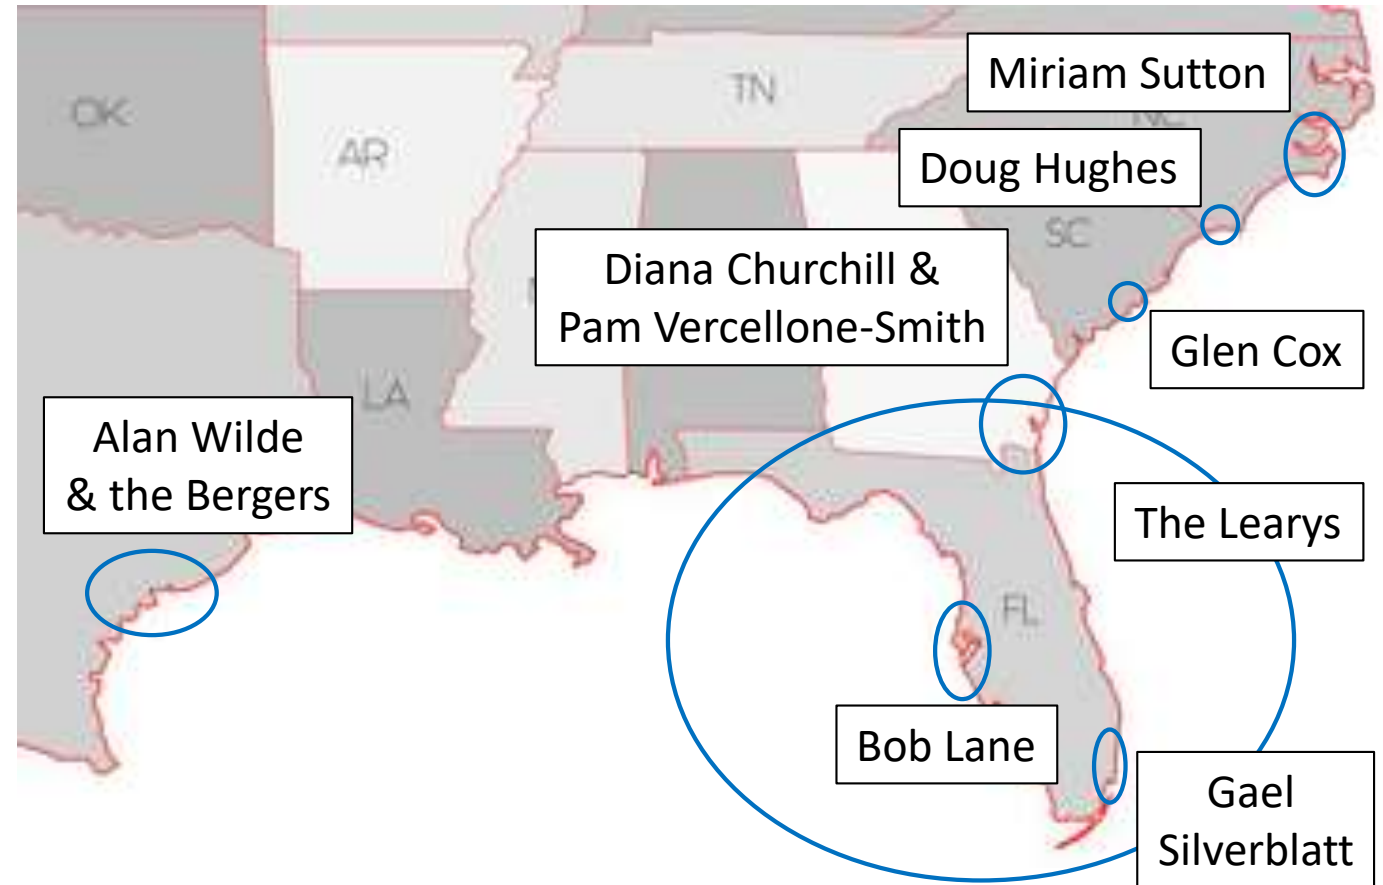 OK
AR
TN
Miriam Sutton
NC
Doug Hughes
SC
Diana Churchill &
Pam Vercellone-Smith
Glen Cox
LA
Alan Wilde
& the Bergers
The Learys
FL
Bob Lane
Gael
Silverblatt